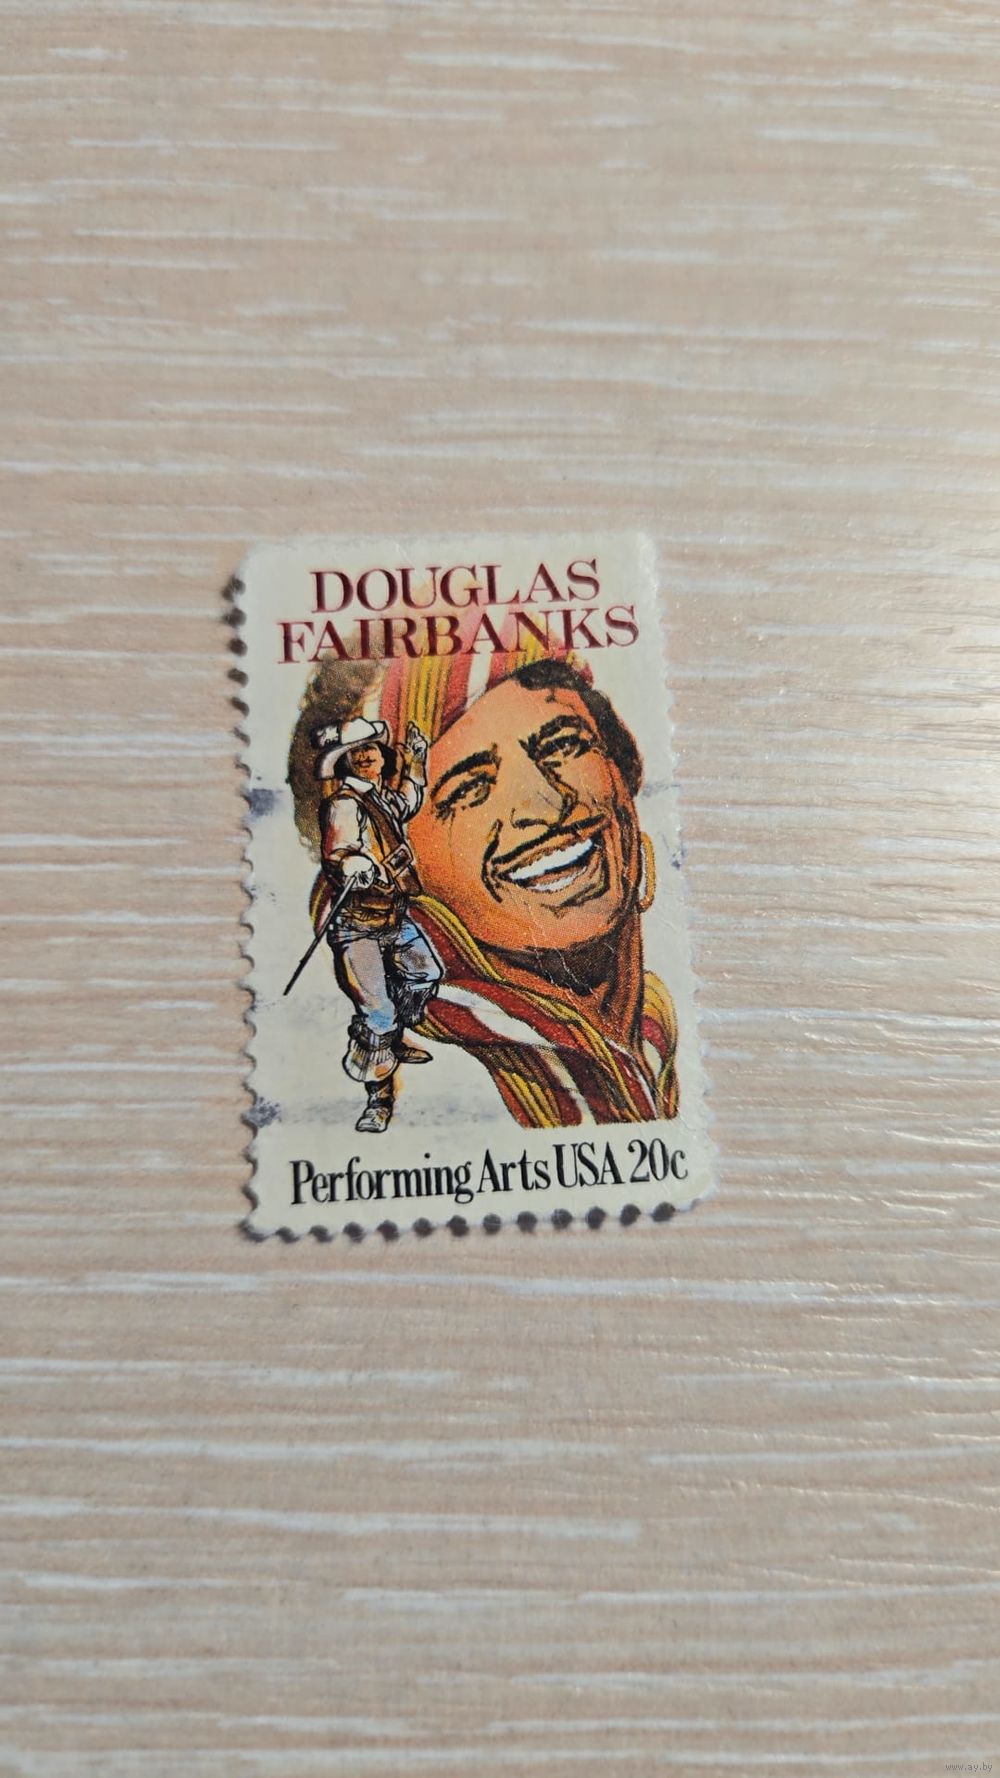 DOUGLAS
FAIRBANKS
Performing Arts USA 20c
www.ay.by